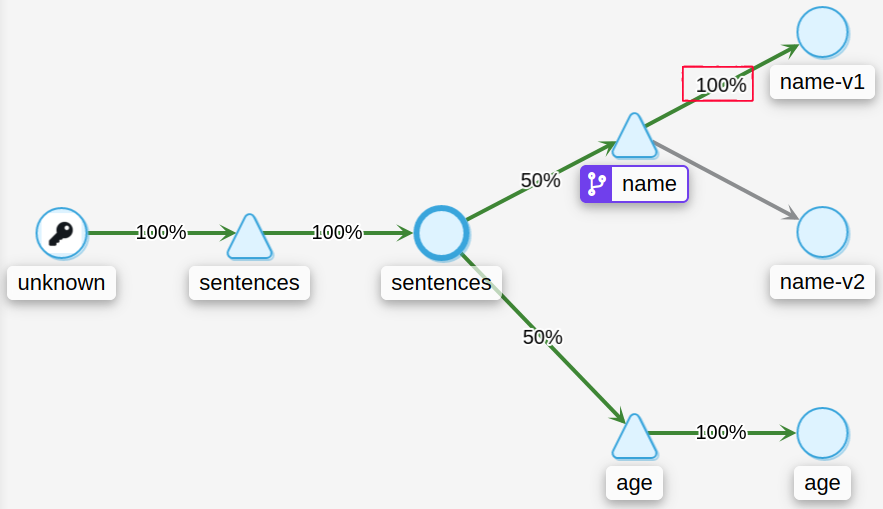 100%
name-v1
50%
name
100%
100%
unknown
sentences
sentences
name-v2
50%
100%
age
age